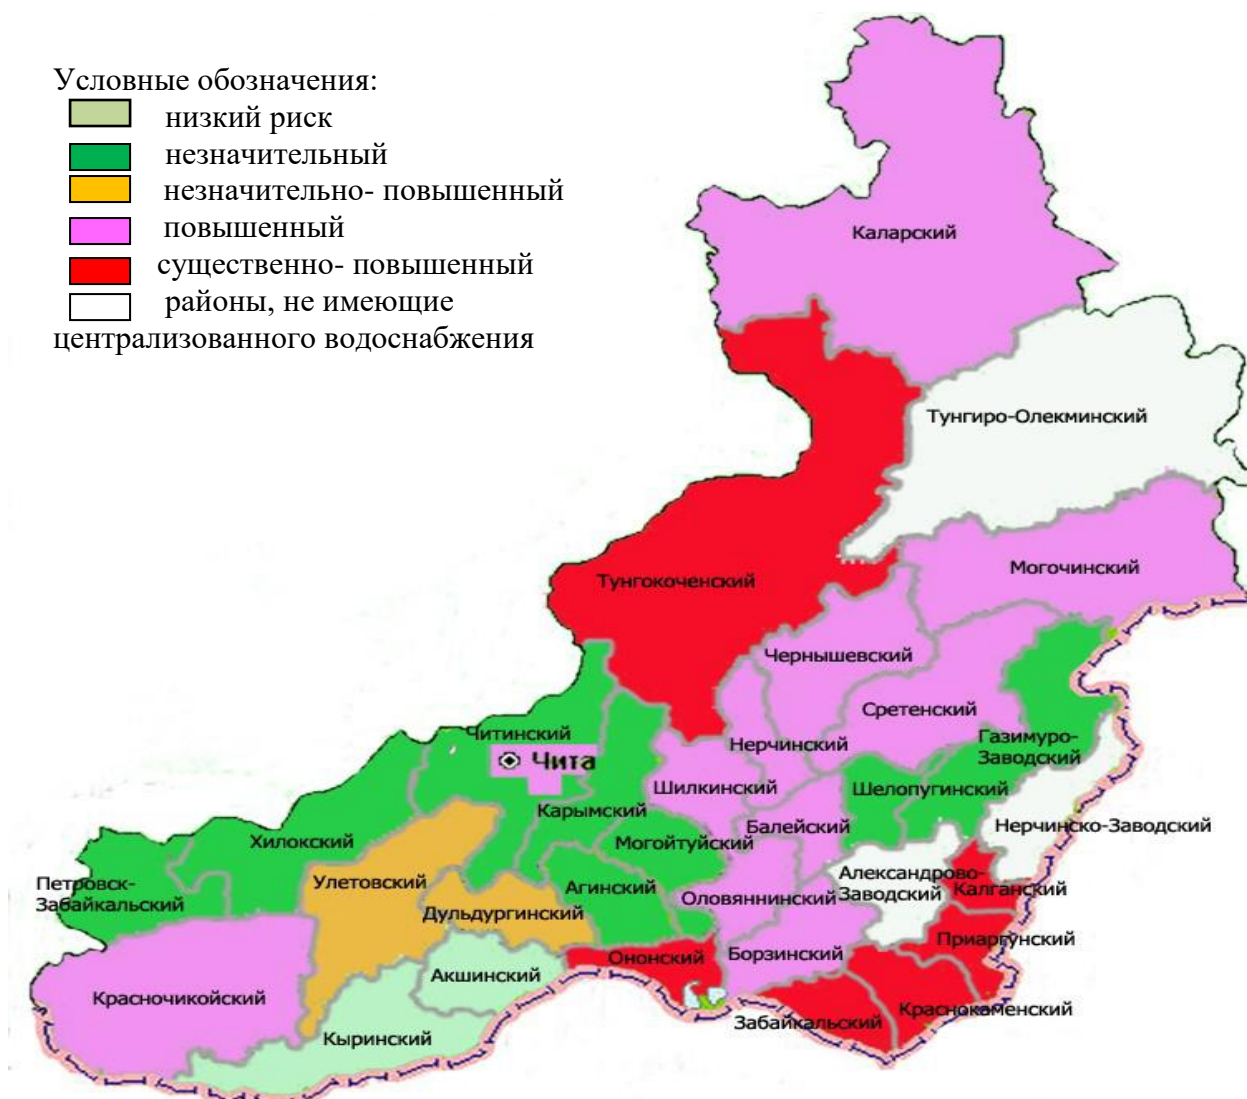 Условные обозначения:
низкий риск
незначительный
незначительно- повышенный
повышенный
существенно- повышенный
районы, не имеющие
централизованного водоснабжения
Каларский
Тунгиро-Олекминский
Могочинский
Тунгокоченский
Чернышевский
Сретенский
Газимуро-
Заводский
Нерчинский
Читинский
Чита
Шилкинский
Шелопугинский
Карымский
Балейский
Нерчинско-Заводский
Хилокский
Могойтуйский
Александрово-
Заводский
Калганский
Петровск-
Забайкальский
Улетовский
Агинский
Оловяннинский
Дульдургинский
Приаргунский
Ононский
Борзинский
Акшинский
Красночикойский
Краснокаменский
Забайкальский
Кыринский